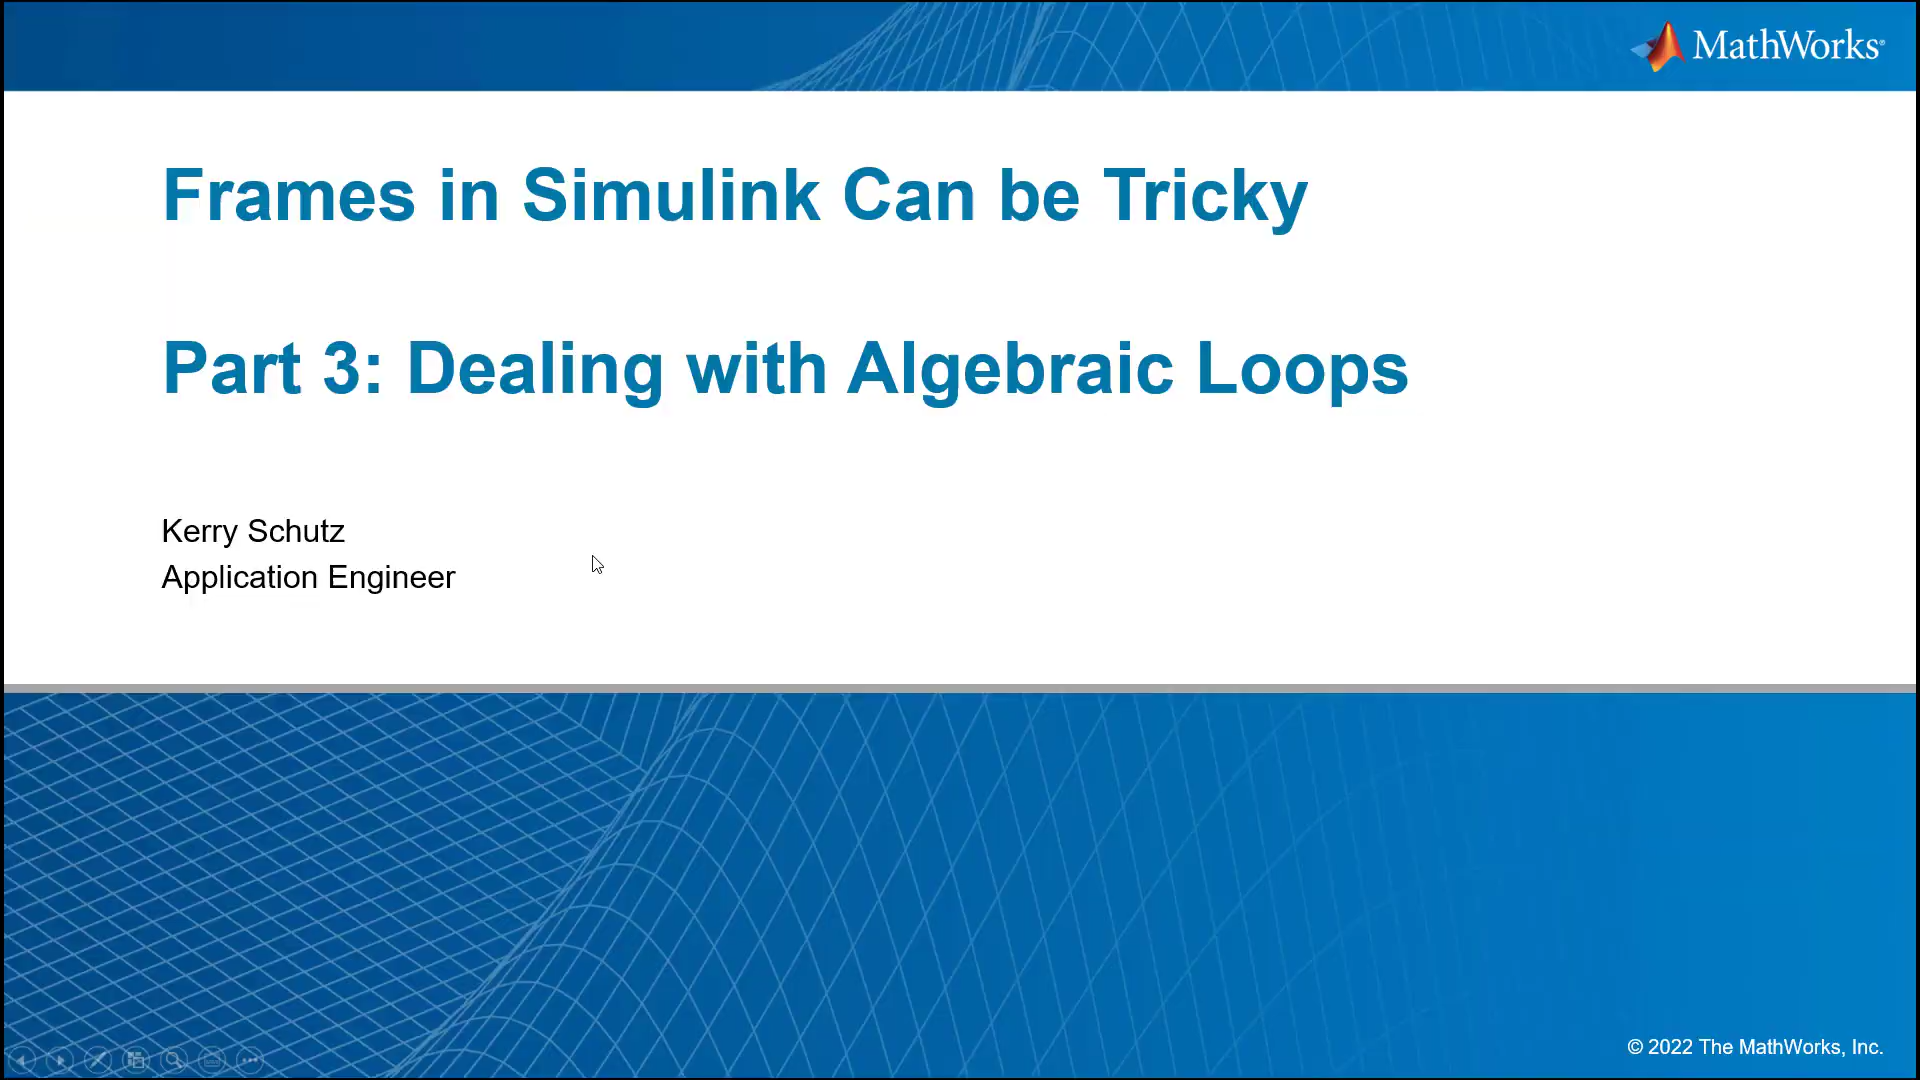 MathWorks®
Frames in Simulink Can be Tricky
Part 3: Dealing with Algebraic Loops
Kerry Schutz
Application Engineer
© 2022 The MathWorks, Inc.